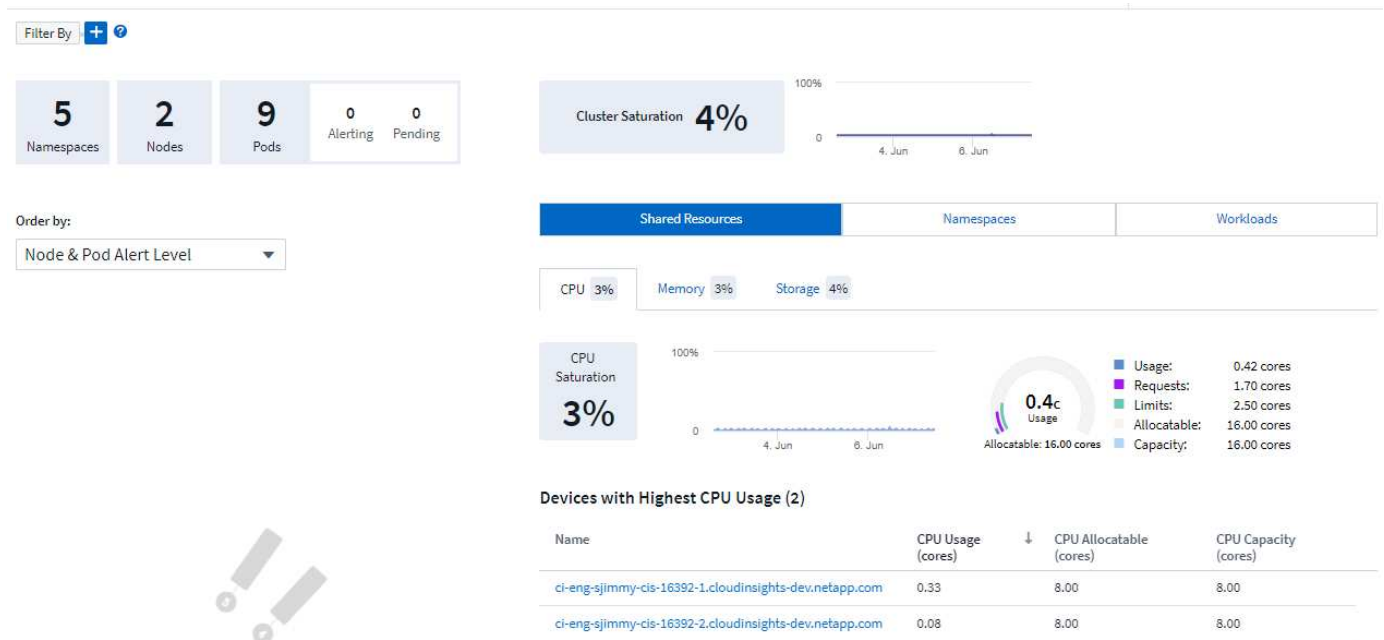 Filter By + ?
5
Namespaces
2
Nodes
9
Pods
0
Alerting
0
Pending
Cluster Saturation 4%
100%
0
4. Jun
6. Jun
Order by:
Node & Pod Alert Level
Shared Resources
Namespaces
Workloads
CPU 3%
Memory 3%
Storage 4%
CPU
Saturation
3%
100%
0
4. Jun
6. Jun
0.4c
Usage
Allocatable: 16.00 cores
Usage: 0.42 cores
Requests: 1.70 cores
Limits: 2.50 cores
Allocatable: 16.00 cores
Capacity: 16.00 cores
Devices with Highest CPU Usage (2)
Name
CPU Usage
(cores)
↓
CPU Allocatable
(cores)
CPU Capacity
(cores)
ci-eng-sjimmy-cis-16392-1.cloudinsights-dev.netapp.com 0.33 8.00 8.00
ci-eng-sjimmy-cis-16392-2.cloudinsights-dev.netapp.com 0.08 8.00 8.00